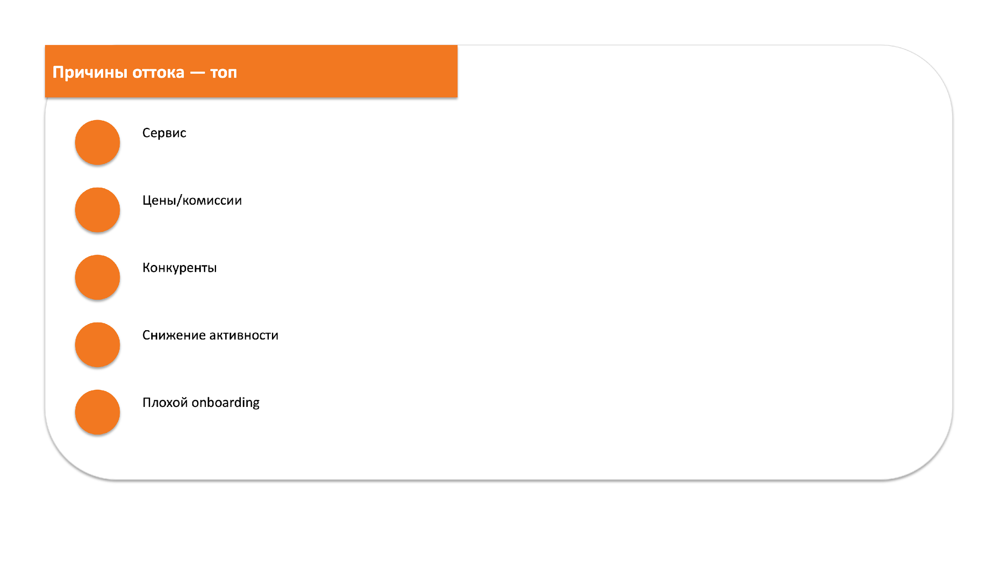 Причины оттока — топ
Сервис
Цены/комиссии
Конкуренты
Снижение активности
Плохой onboarding